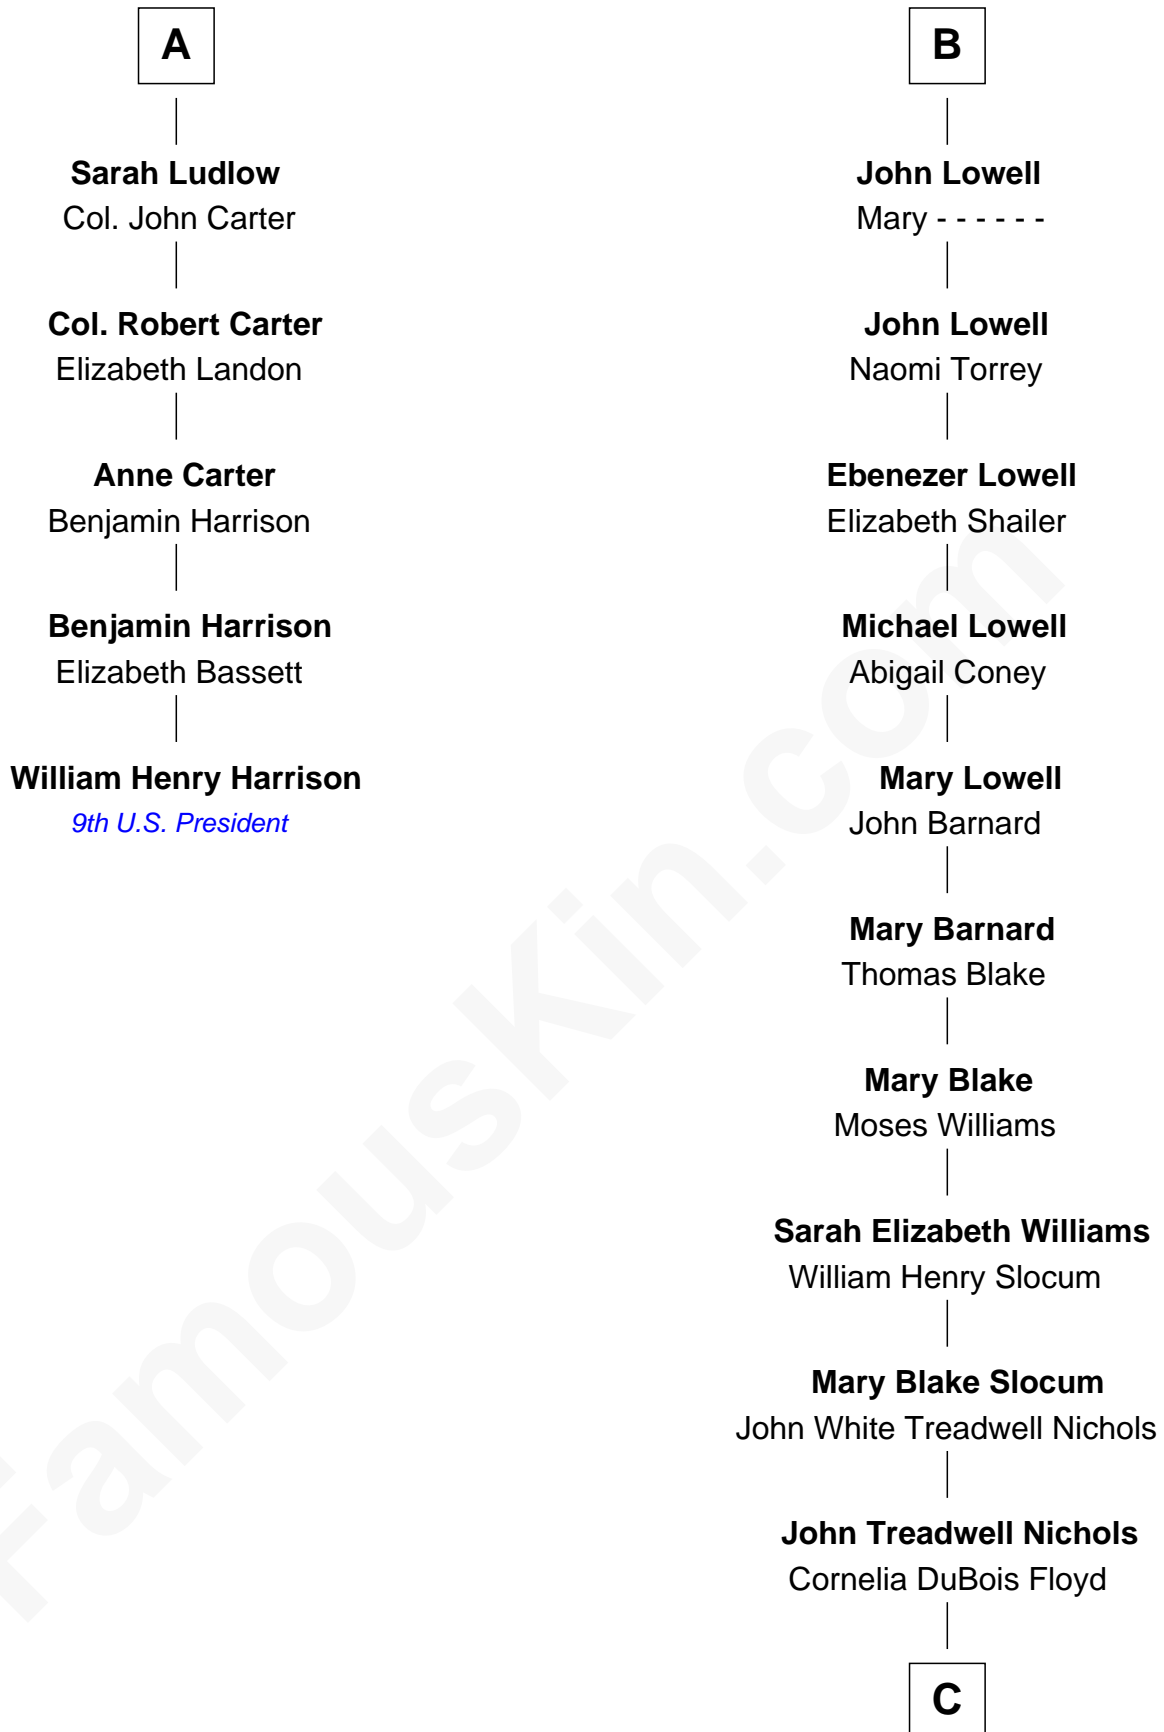 A
Sarah Ludlow
Col. John Carter
Col. Robert Carter
Elizabeth Landon
Anne Carter
Benjamin Harrison
Benjamin Harrison
Elizabeth Bassett
William Henry Harrison
9th U.S. President
B
John Lowell
Mary - - - - - -
John Lowell
Naomi Torrey
Ebenezer Lowell
Elizabeth Shailer
Michael Lowell
Abigail Coney
Mary Lowell
John Barnard
Mary Barnard
Thomas Blake
Mary Blake
Moses Williams
Sarah Elizabeth Williams
William Henry Slocum
Mary Blake Slocum
John White Treadwell Nichols
John Treadwell Nichols
Cornelia DuBois Floyd
C
FamousKin.com